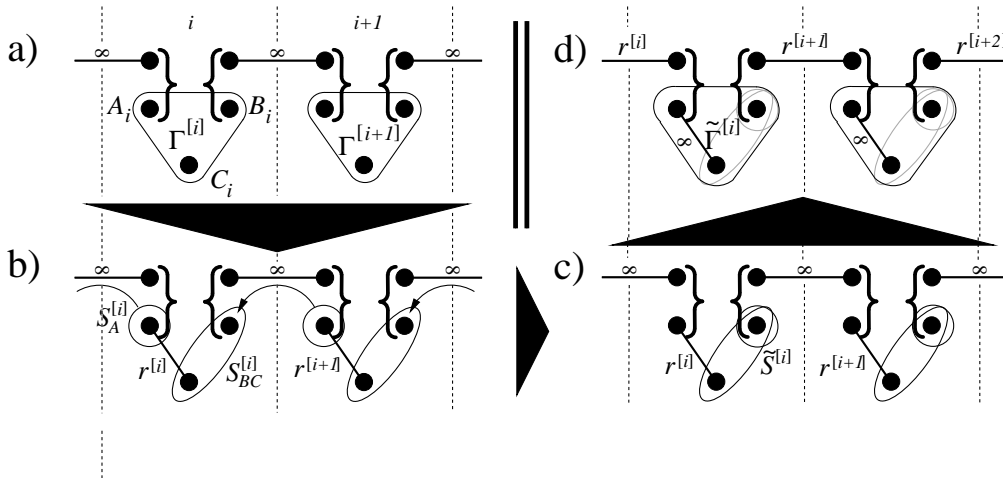 a)
i
i+1
∞ ∞ ∞
A_i
B_i
Γ^[i]
Γ^[i+1]
C_i
d)
r^[i]
r^[i+1]
r^[i+2]
∞
Γ̃^[i]
∞
b)
∞ ∞ ∞
S_A^[i]
r^[i]
S_BC^[i]
r^[i+1]
c)
∞ ∞ ∞
r^[i]
S̃^[i]
r^[i+1]